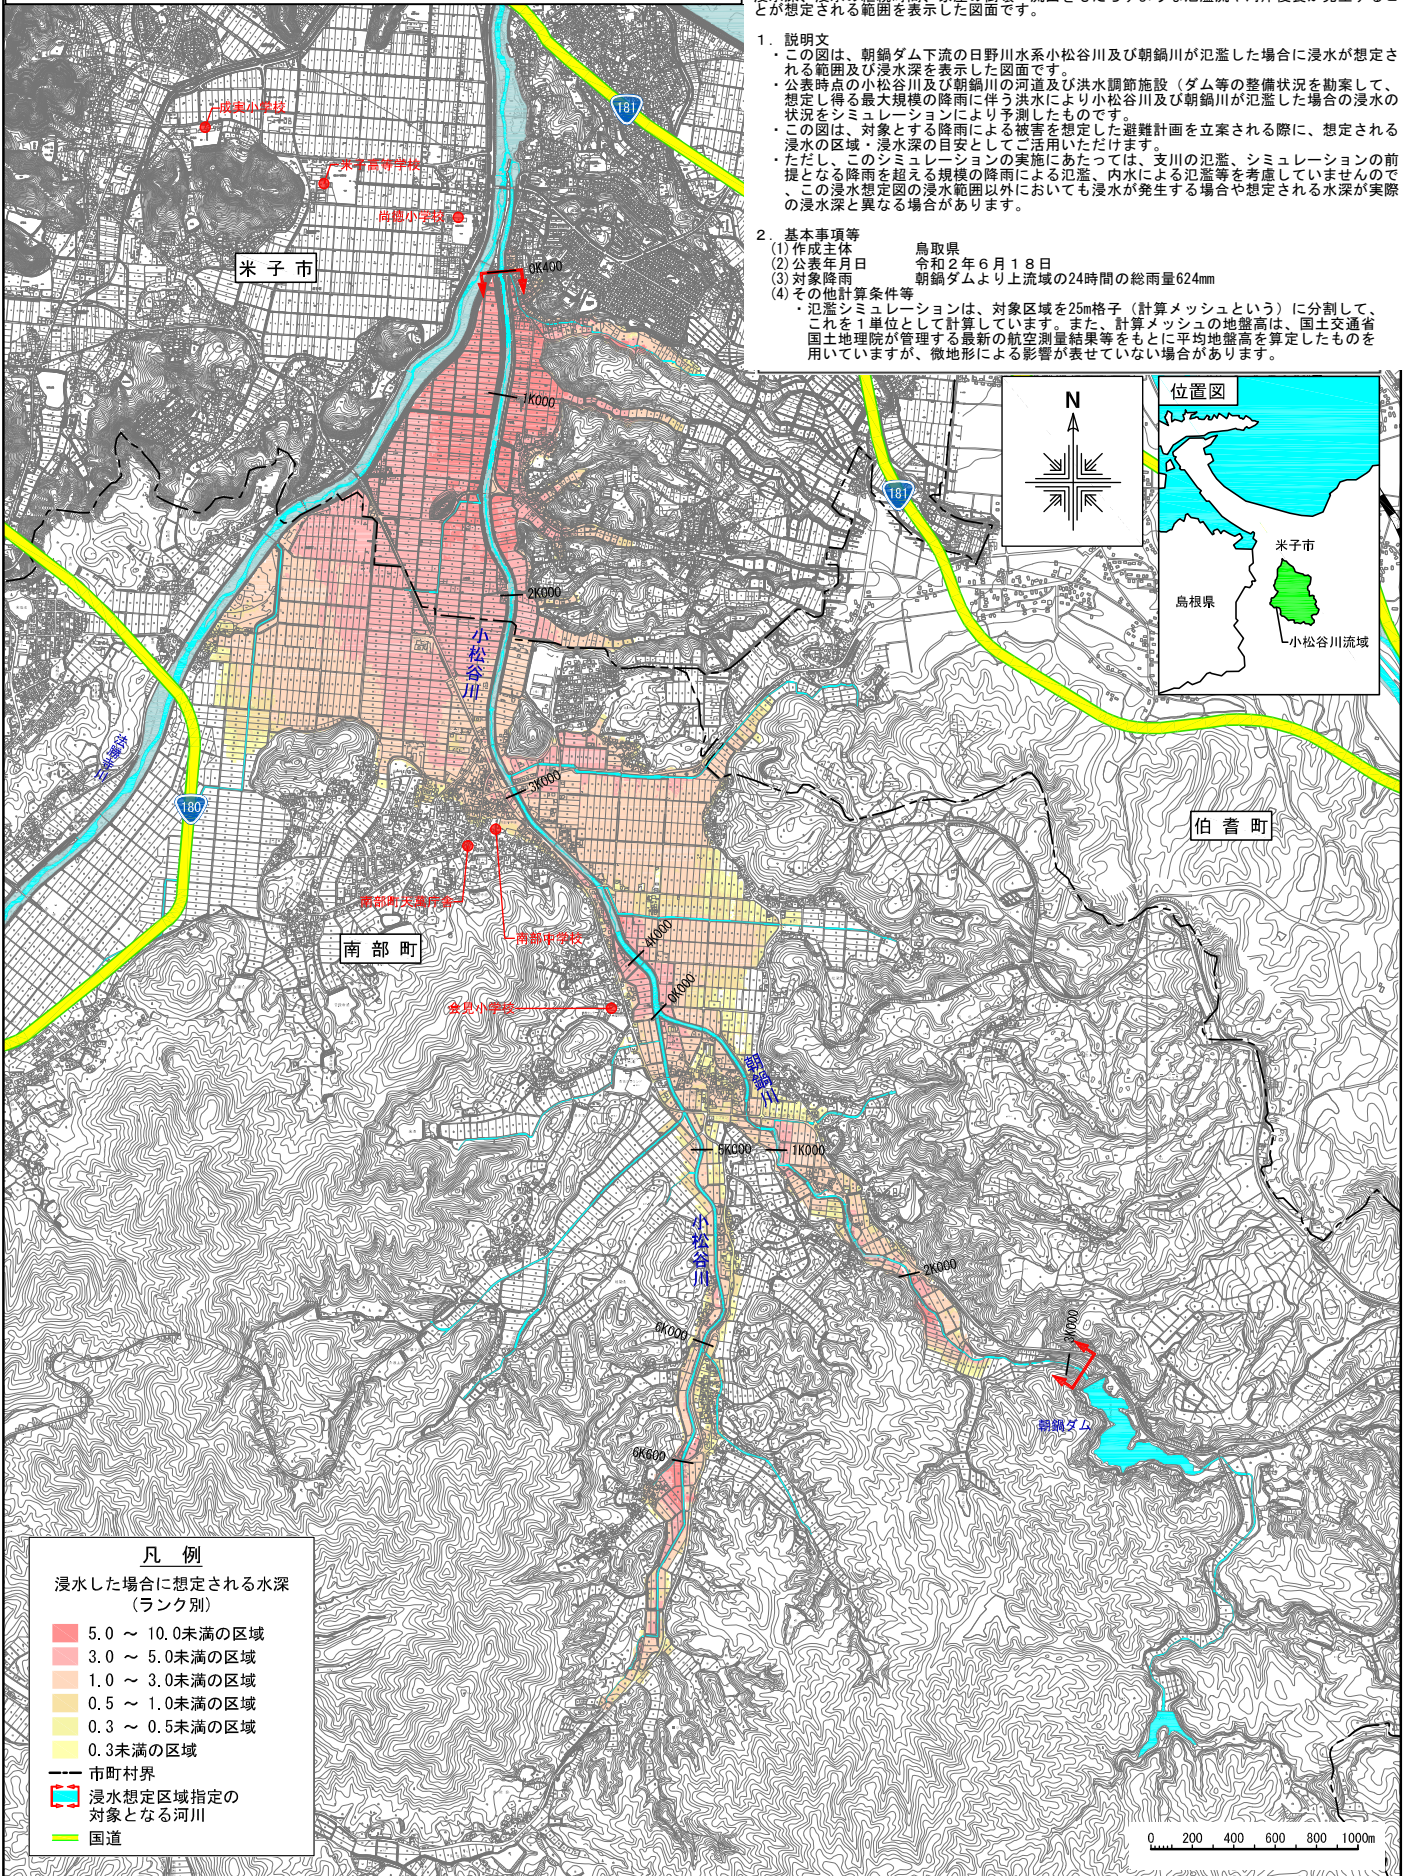 とが想定される範囲を表示した図面です。
1. 説明文
・この図は、朝鍋ダム下流の日野川水系小松谷川及び朝鍋川が氾濫した場合に浸水が想定さ
れる範囲及び浸水深を表示した図面です。
・公表時点の小松谷川及び朝鍋川の河道及び洪水調節施設（ダム等の整備状況を勘案して、
想定し得る最大規模の降雨に伴う洪水により小松谷川及び朝鍋川が氾濫した場合の浸水の
状況をシミュレーションにより予測したものです。
・この図は、対象とする降雨による被害を想定した避難計画を立案される際に、想定される
浸水の区域・浸水深の目安としてご活用いただけます。
・ただし、このシミュレーションの実施にあたっては、支川の氾濫、シミュレーションの前
提となる降雨を超える規模の降雨による氾濫、内水による氾濫等を考慮していませんので
、この浸水想定図の浸水範囲以外においても浸水が発生する場合や想定される水深が実際
の浸水深と異なる場合があります。
2. 基本事項等
(1)作成主体 鳥取県
(2)公表年月日 令和2年6月18日
(3)対象降雨 朝鍋ダムより上流域の24時間の総雨量624mm
(4)その他計算条件等
・氾濫シミュレーションは、対象区域を25m格子（計算メッシュという）に分割して、
これを1単位として計算しています。また、計算メッシュの地盤高は、国土交通省
国土地理院が管理する最新の航空測量結果等をもとに平均地盤高を算定したものを
用いていますが、微地形による影響が表せていない場合があります。
181
成実小学校
米子高等学校
尚徳小学校
米子市
0K400
1K000
N
位置図
米子市
島根県
小松谷川流域
181
2K000
小松谷川
3K000
180
伯耆町
南部町
南部町天萬庁舎
南部中学校
4K000
0K000
会見小学校
朝鍋川
5K000
1K000
小松谷川
2K000
6K000
3K000
朝鍋ダム
6K600
凡例
浸水した場合に想定される水深
（ランク別）
5.0 ～ 10.0未満の区域
3.0 ～ 5.0未満の区域
1.0 ～ 3.0未満の区域
0.5 ～ 1.0未満の区域
0.3 ～ 0.5未満の区域
0.3未満の区域
市町村界
浸水想定区域指定の
対象となる河川
国道
0 200 400 600 800 1000m